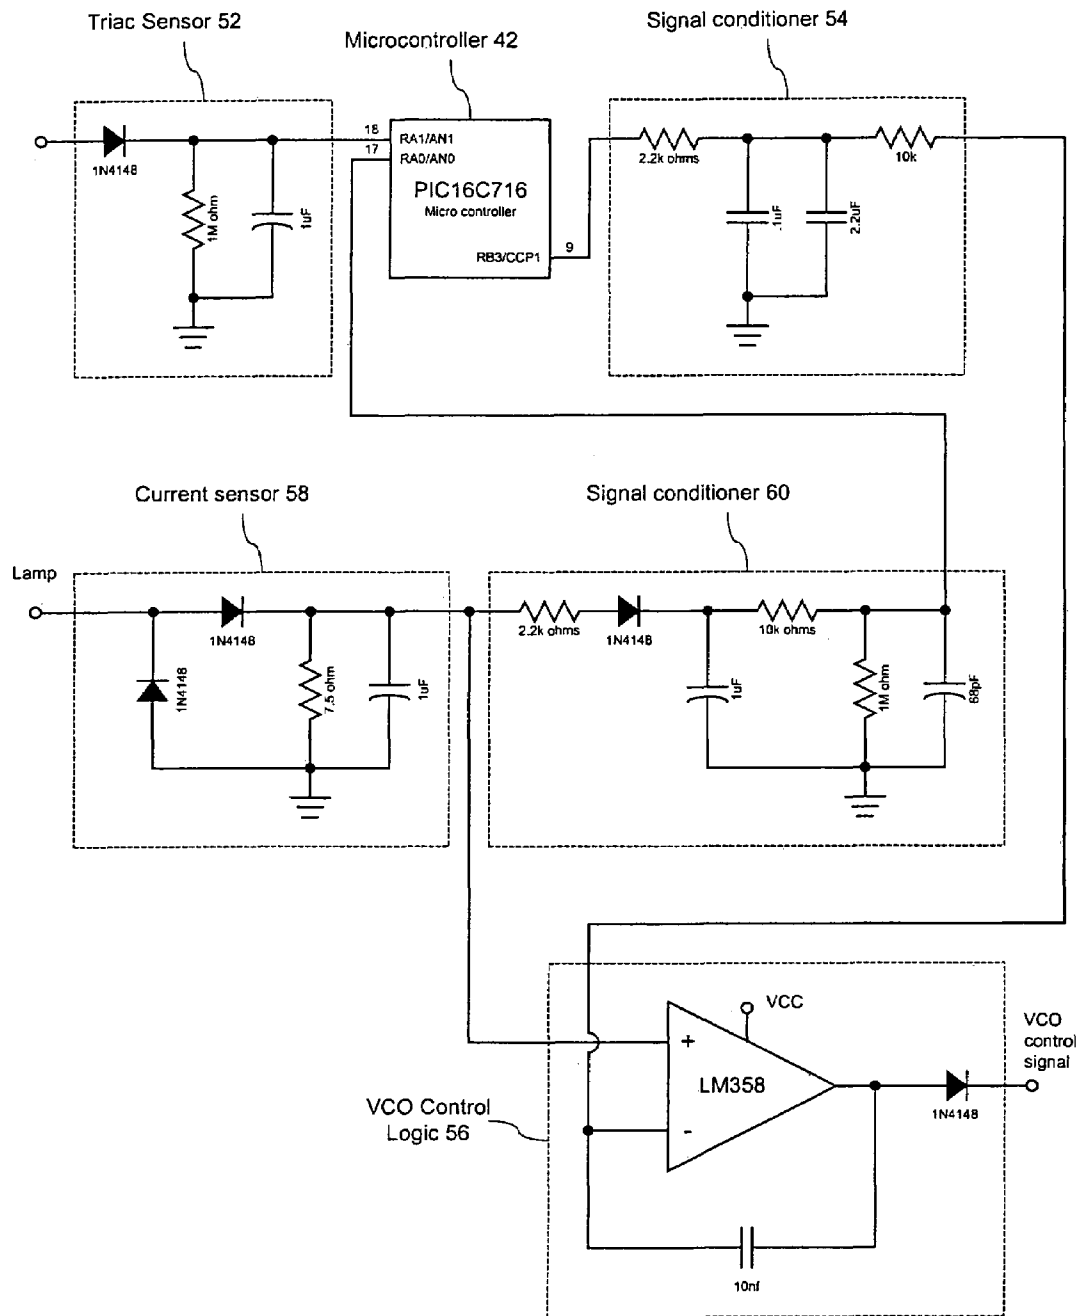 Triac Sensor 52
Microcontroller 42
Signal conditioner 54
1N4148
1M ohm
1uF
18
17
RA1/AN1
RA0/AN0
PIC16C716
Micro controller
RB3/CCP1
9
2.2k ohms
.1uF
2.2uF
10k
Current sensor 58
Signal conditioner 60
Lamp
1N4148
1N4148
7.5 ohm
1uF
2.2k ohms
1N4148
1uF
10k ohms
1M ohm
68pF
VCC
+
LM358
-
VCO
control
signal
1N4148
VCO Control
Logic 56
10nf